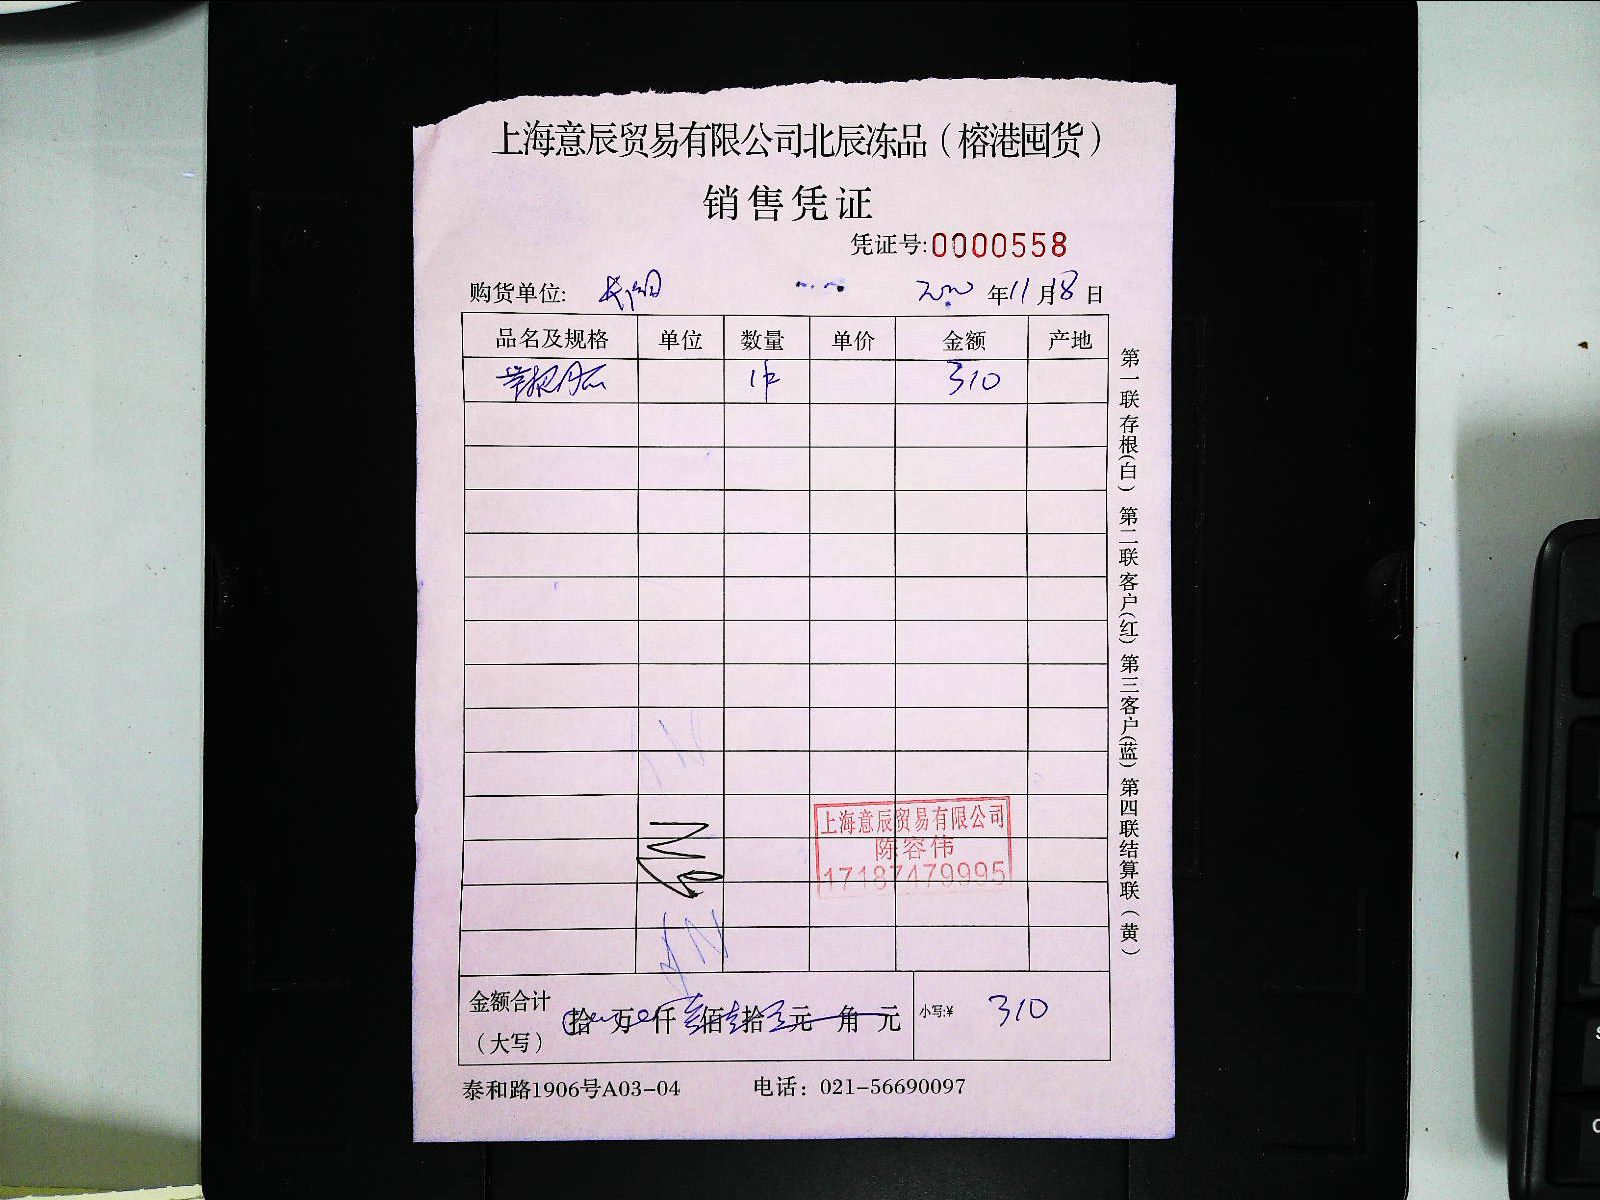 上海意辰贸易有限公司北辰冻品（榕港囤货）
销售凭证
凭证号:0000558
购货单位: 年11月18日
品名及规格 单位 数量 单价 金额 产地
1件 310
第一联存根(白) 第二联客户(红) 第三客户(蓝) 第四联结算联(黄)
上海意辰贸易有限公司
陈容伟
17187479995
金额合计 拾 万 仟 佰 拾 元 角 元 小写:¥ 310
（大写）
泰和路1906号A03-04 电话：021-56690097